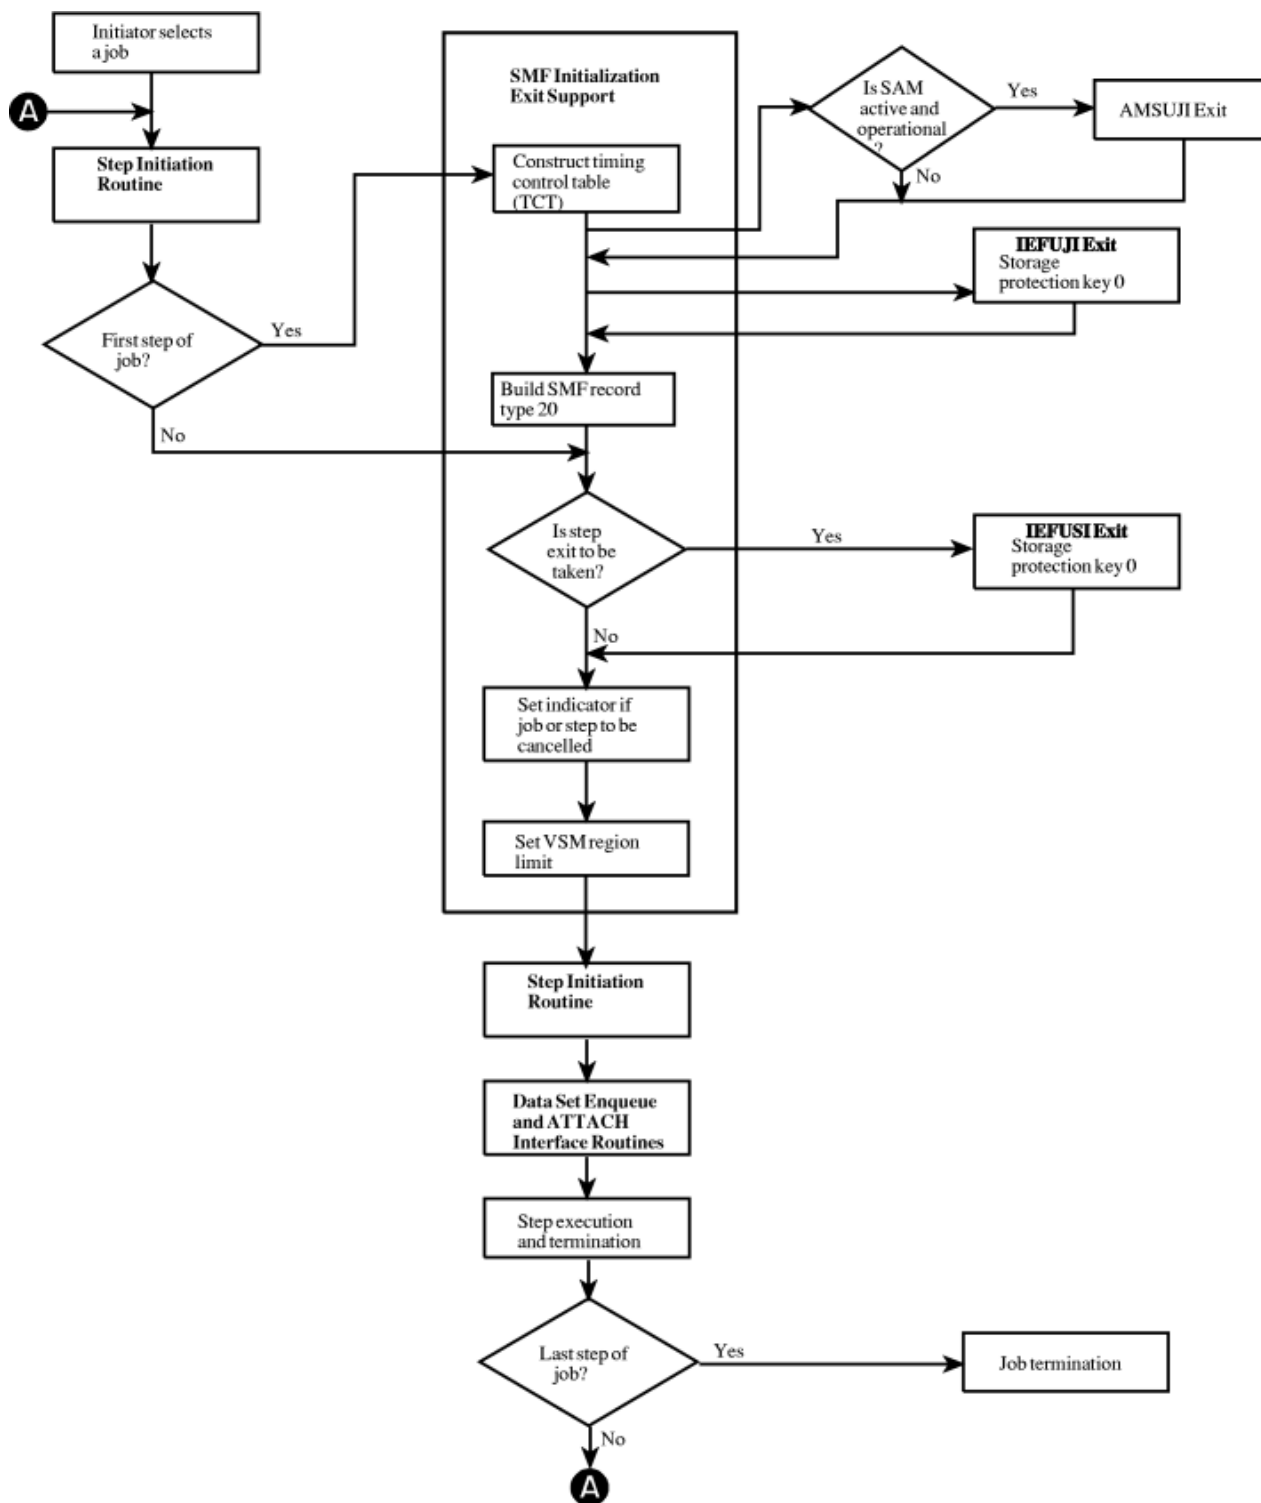 Initiator selects
a job
A
Step Initiation
Routine
First step of
job?
Yes
No
SMF Initialization
Exit Support
Construct timing
control table
(TCT)
Is SAM
active and
operational
?
Yes
No
AMSUJI Exit
IEFUJI Exit
Storage
protection key 0
Build SMF record
type 20
Is step
exit to be
taken?
Yes
No
IEFUSI Exit
Storage
protection key 0
Set indicator if
job or step to be
cancelled
Set VSM region
limit
Step Initiation
Routine
Data Set Enqueue
and ATTACH
Interface Routines
Step execution
and termination
Last step of
job?
Yes
Job termination
No
A